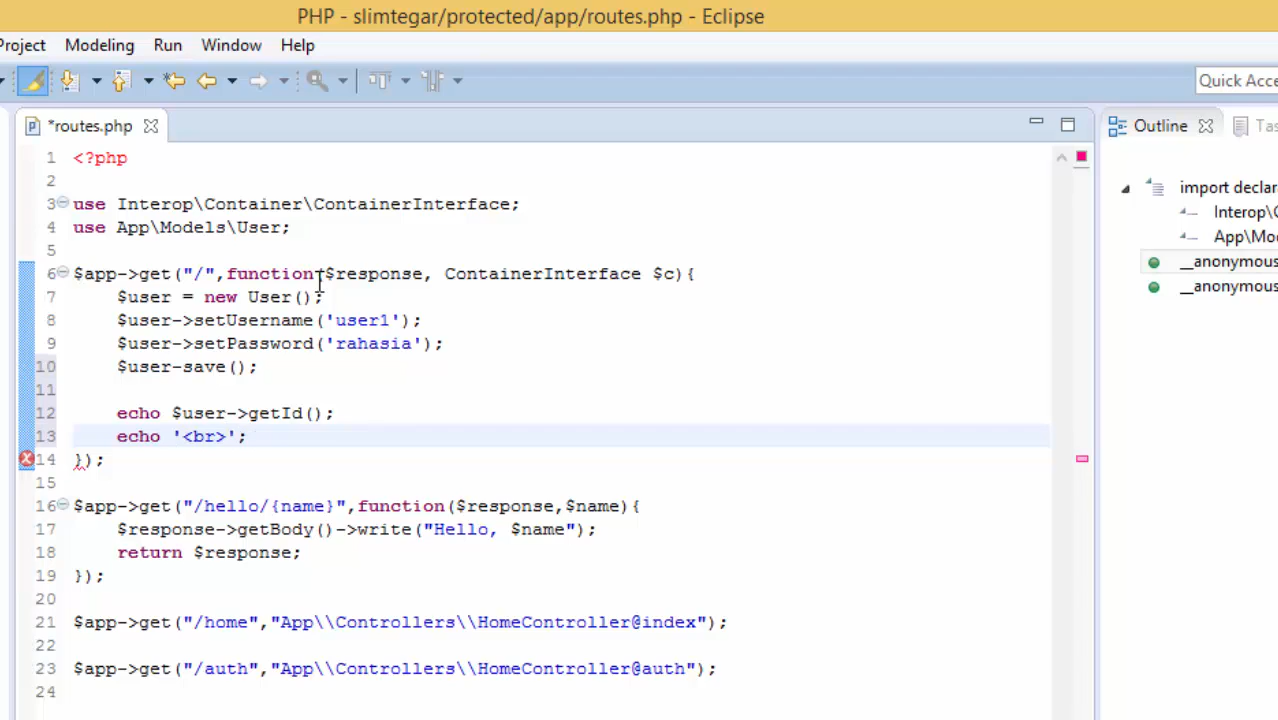 PHP - slimtegar/protected/app/routes.php - Eclipse
Project Modeling Run Window Help
Quick Acce
*routes.php
Outline Tas
1 <?php
2
3 use Interop\Container\ContainerInterface;
4 use App\Models\User;
5
6 $app->get("/",function($response, ContainerInterface $c){
7 $user = new User();
8 $user->setUsername('user1');
9 $user->setPassword('rahasia');
10 $user-save();
11
12 echo $user->getId();
13 echo '<br>';
14 });
15
16 $app->get("/hello/{name}",function($response,$name){
17 $response->getBody()->write("Hello, $name");
18 return $response;
19 });
20
21 $app->get("/home","App\\Controllers\\HomeController@index");
22
23 $app->get("/auth","App\\Controllers\\HomeController@auth");
24
import declar
Interop\C
App\Mo
__anonymous
__anonymous